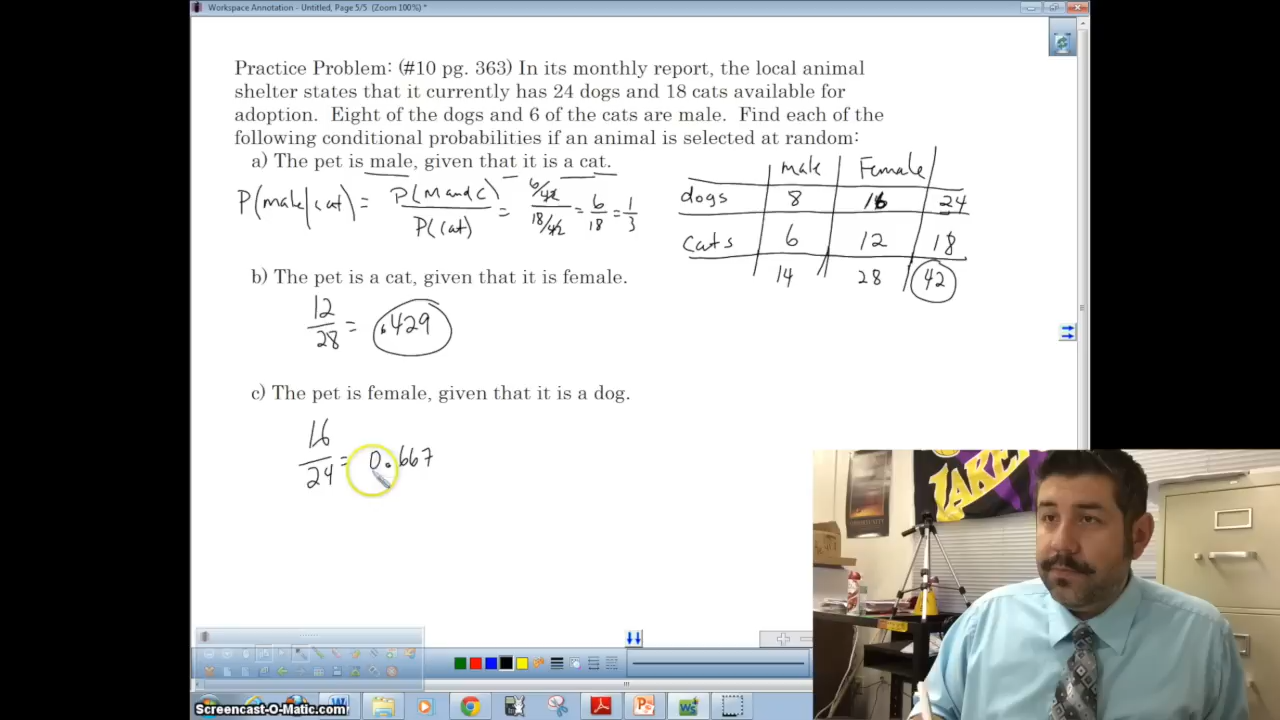 Workspace Annotation - Untitled, Page 5/5 (Zoom 100%) *
Practice Problem: (#10 pg. 363) In its monthly report, the local animal
shelter states that it currently has 24 dogs and 18 cats available for
adoption. Eight of the dogs and 6 of the cats are male. Find each of the
following conditional probabilities if an animal is selected at random:
a) The pet is male, given that it is a cat.
P(male|cat) = P(M and C) / P(cat) = 6/42 / 18/42 = 6/18 = 1/3
male Female
dogs 8 16 24
cats 6 12 18
14 28 42
b) The pet is a cat, given that it is female.
12/28 = .429
c) The pet is female, given that it is a dog.
16/24 = 0.667
LAKERS
Screencast-O-Matic.com